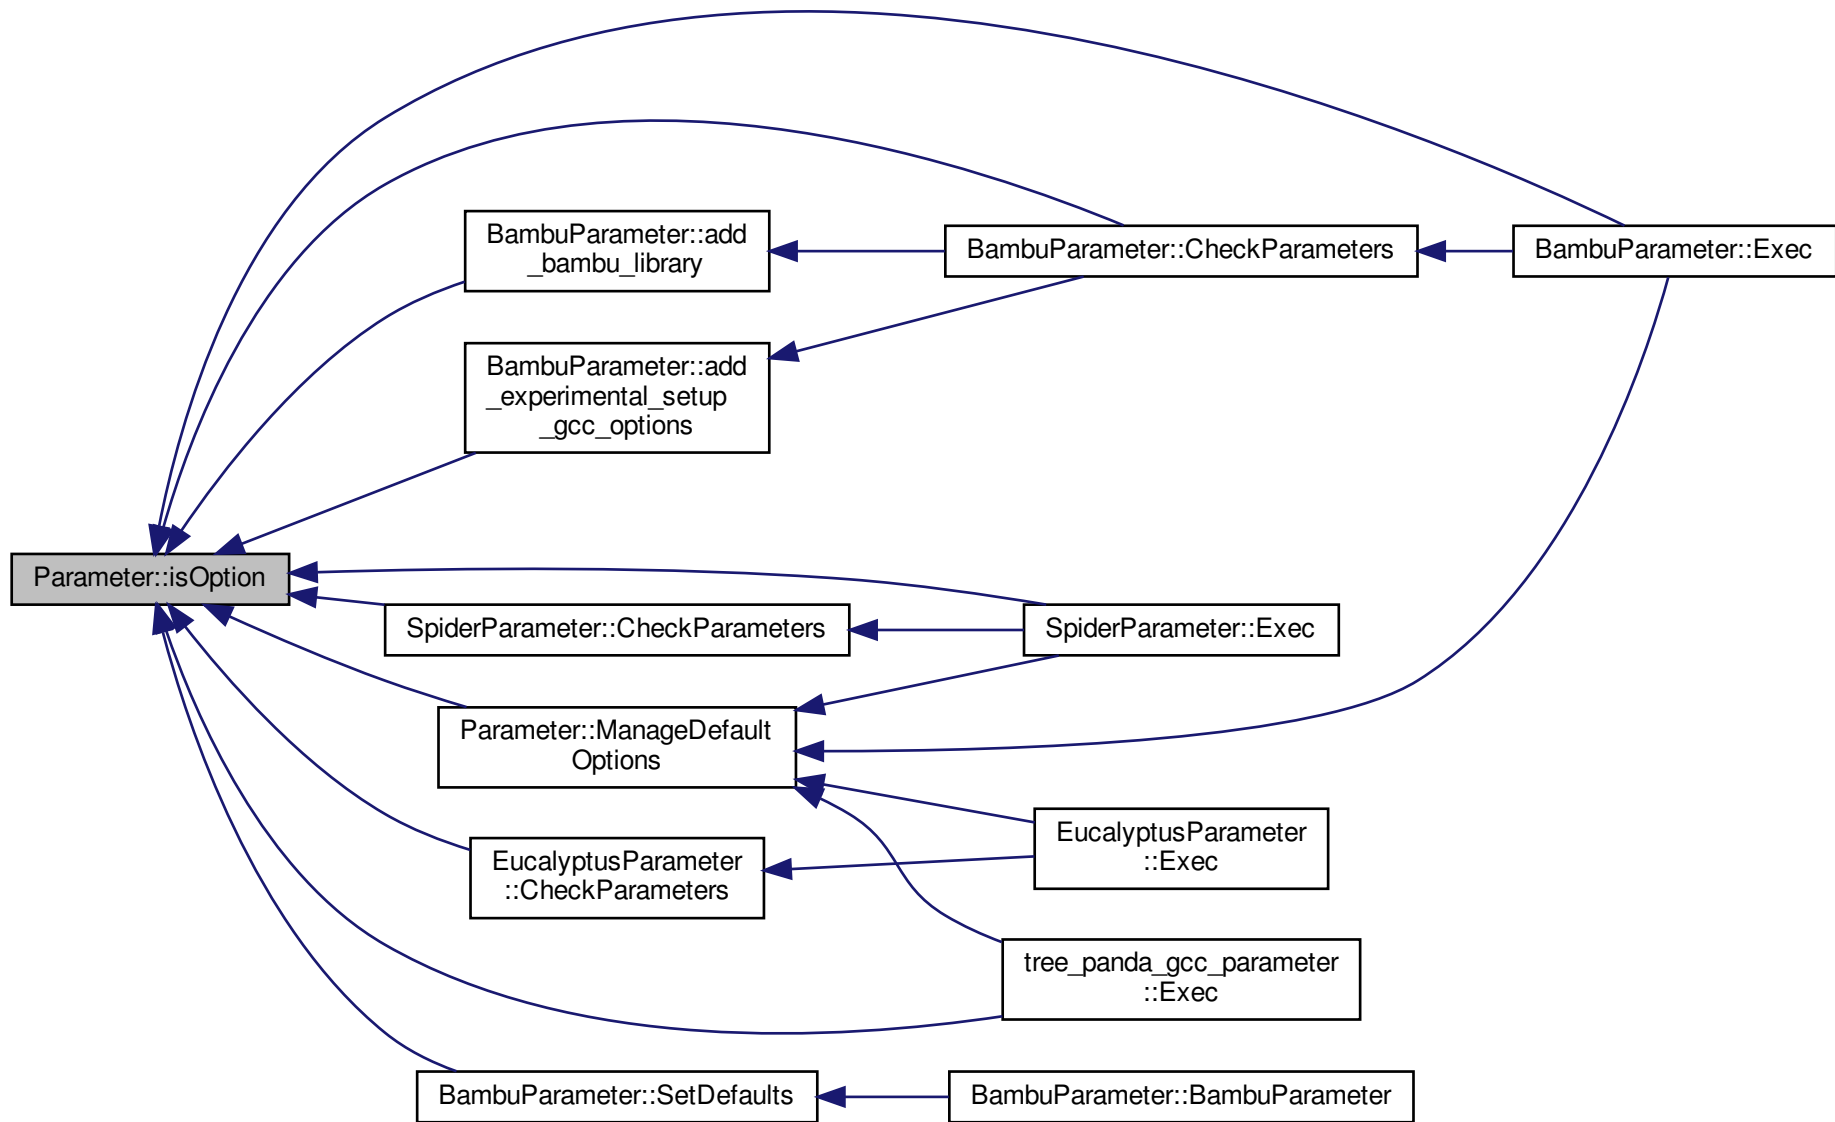 BambuParameter::add
_bambu_library
BambuParameter::CheckParameters
BambuParameter::Exec
BambuParameter::add
_experimental_setup
_gcc_options
Parameter::isOption
SpiderParameter::CheckParameters
SpiderParameter::Exec
Parameter::ManageDefault
Options
EucalyptusParameter
::Exec
EucalyptusParameter
::CheckParameters
tree_panda_gcc_parameter
::Exec
BambuParameter::SetDefaults
BambuParameter::BambuParameter